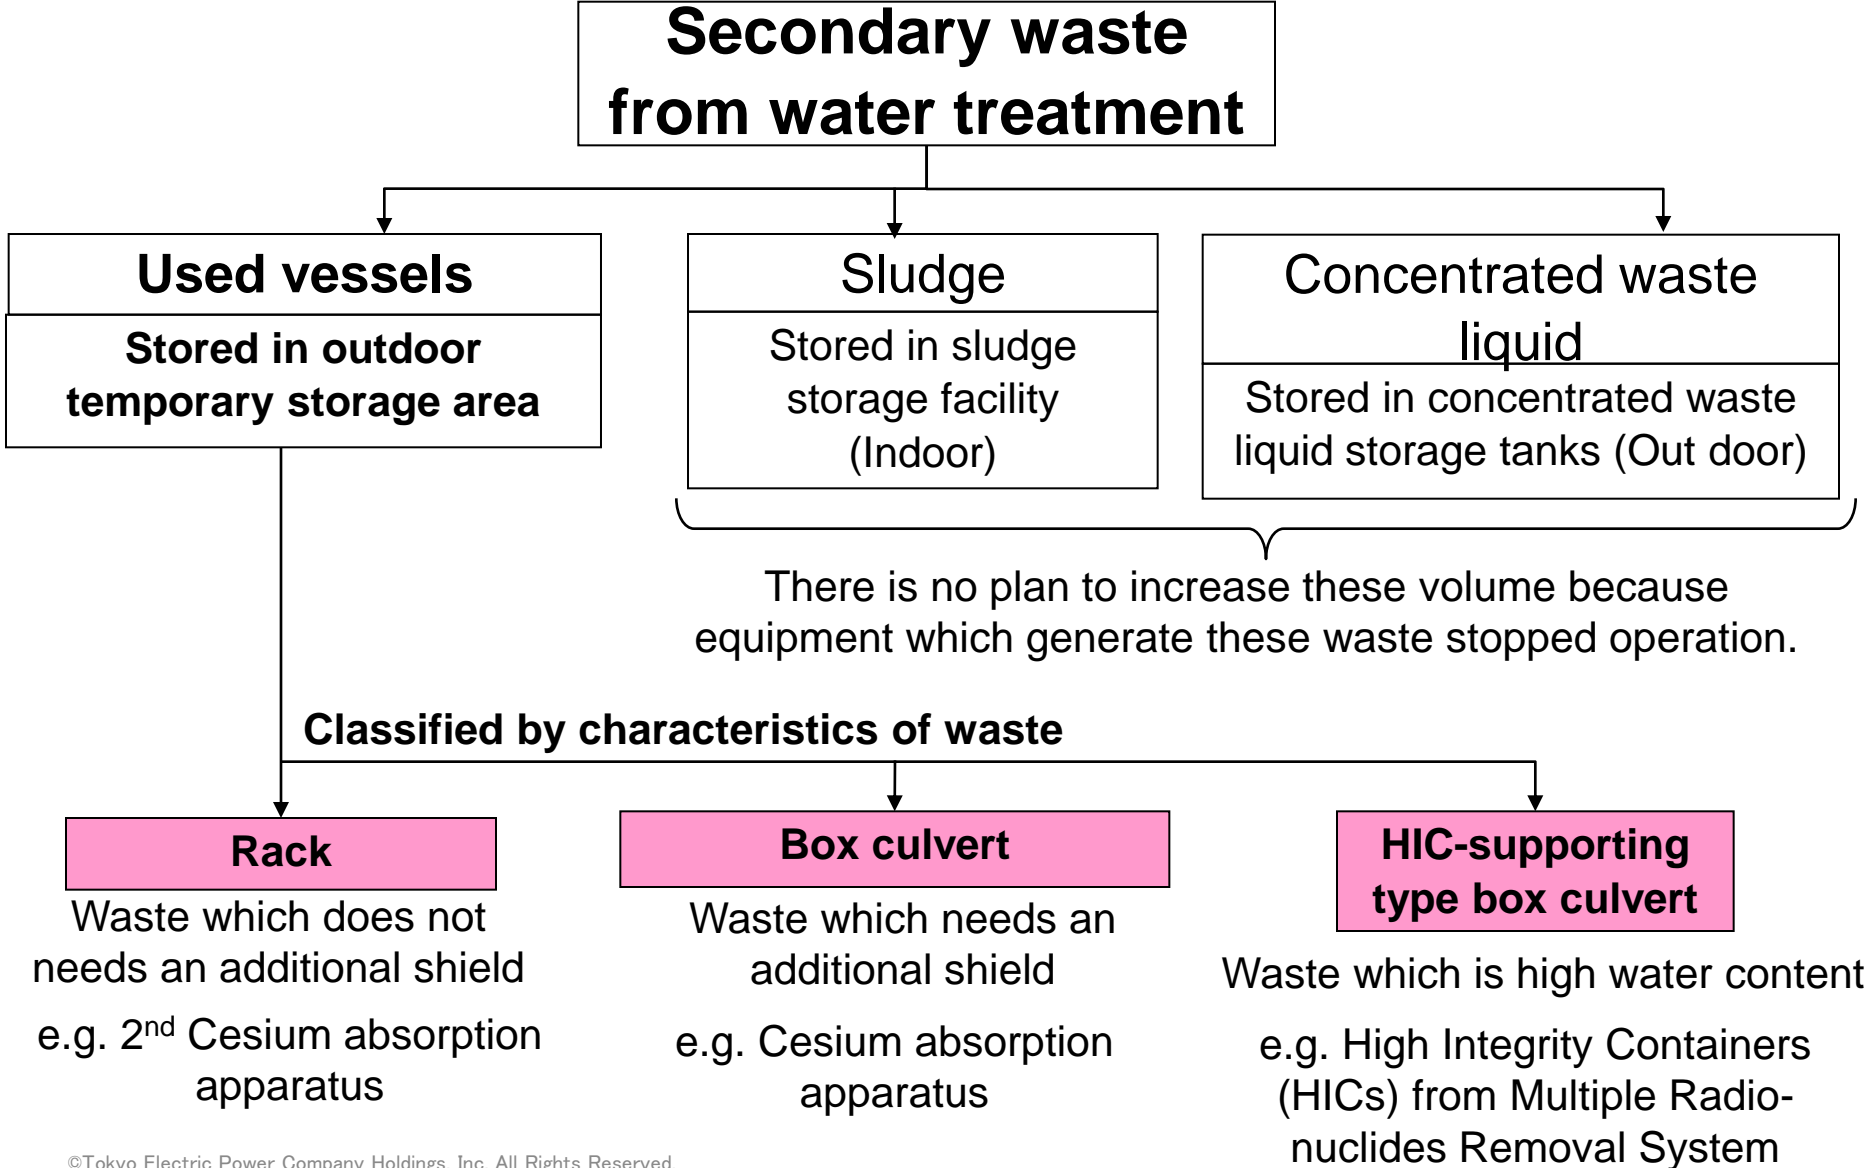 Secondary waste
from water treatment
Used vessels
Stored in outdoor
temporary storage area
Sludge
Stored in sludge
storage facility
(Indoor)
Concentrated waste
liquid
Stored in concentrated waste
liquid storage tanks (Out door)
There is no plan to increase these volume because
equipment which generate these waste stopped operation.
Classified by characteristics of waste
Rack
Waste which does not
needs an additional shield
e.g. 2nd Cesium absorption
apparatus
Box culvert
Waste which needs an
additional shield
e.g. Cesium absorption
apparatus
HIC-supporting
type box culvert
Waste which is high water content
e.g. High Integrity Containers
(HICs) from Multiple Radio-
nuclides Removal System
©Tokyo Electric Power Company Holdings, Inc. All Rights Reserved.